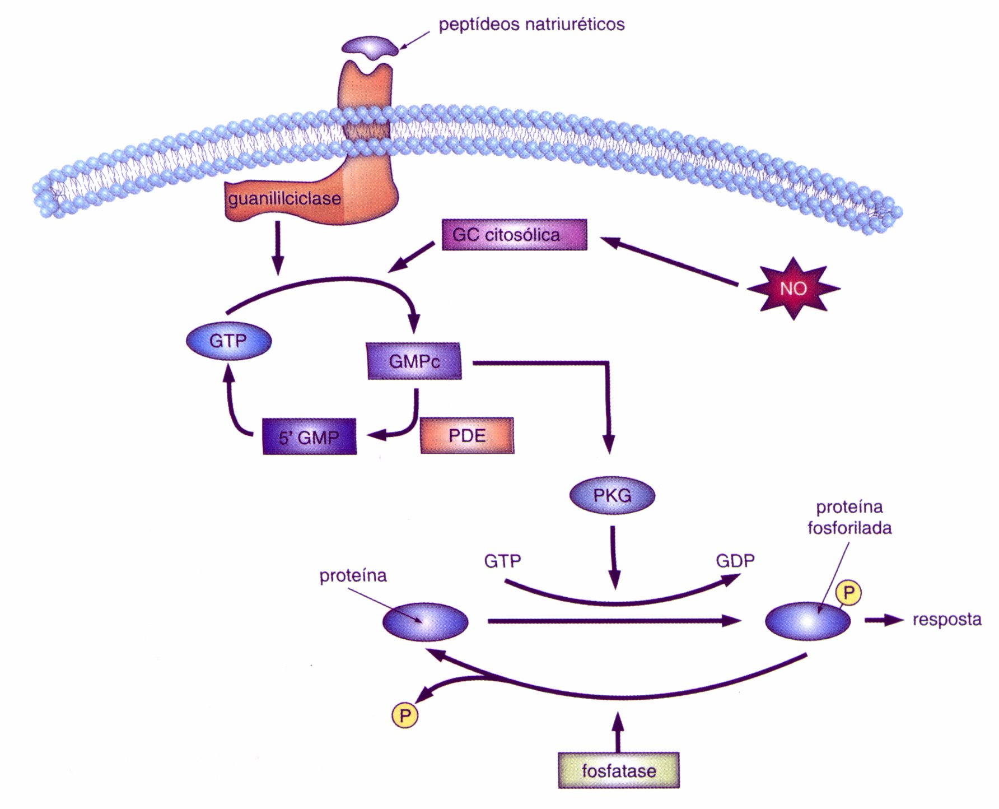 peptídeos natriuréticos
guanililciclase
GC citosólica
NO
GTP
GMPc
5' GMP
PDE
PKG
proteína
fosforilada
GTP
GDP
proteína
P
resposta
P
fosfatase